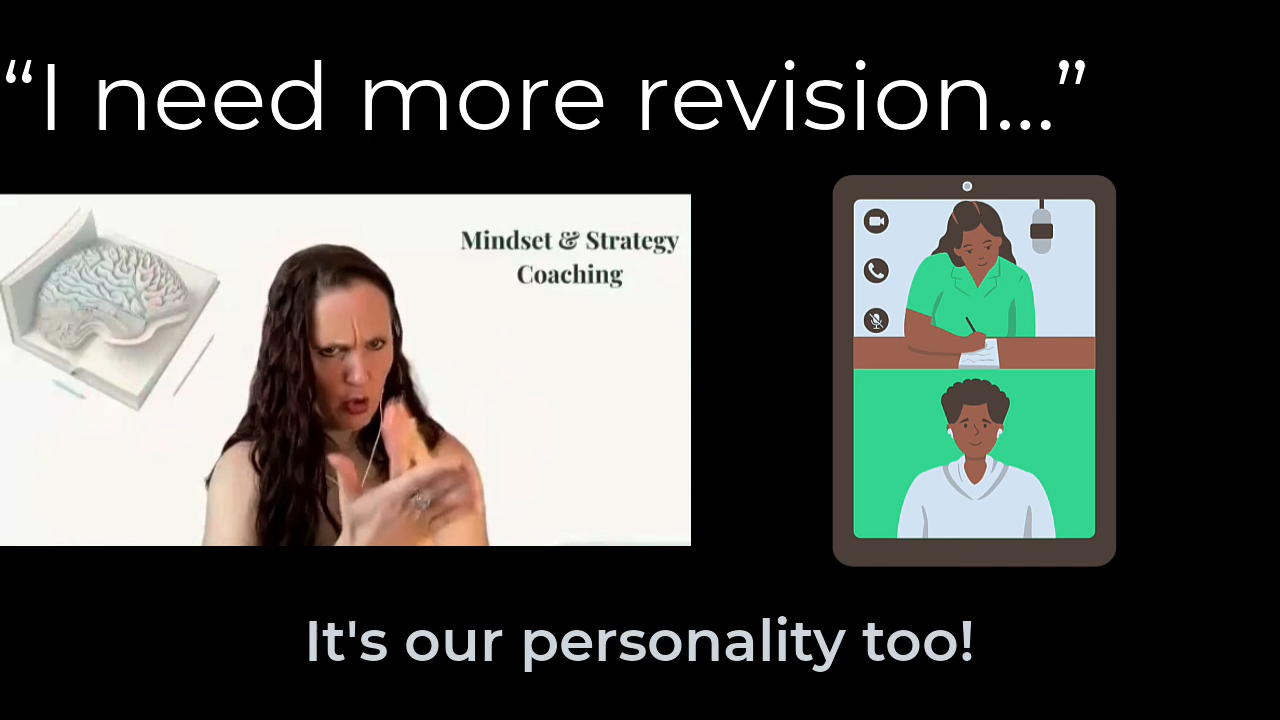 “I need more revision...”
Mindset & Strategy
Coaching
It's our personality too!